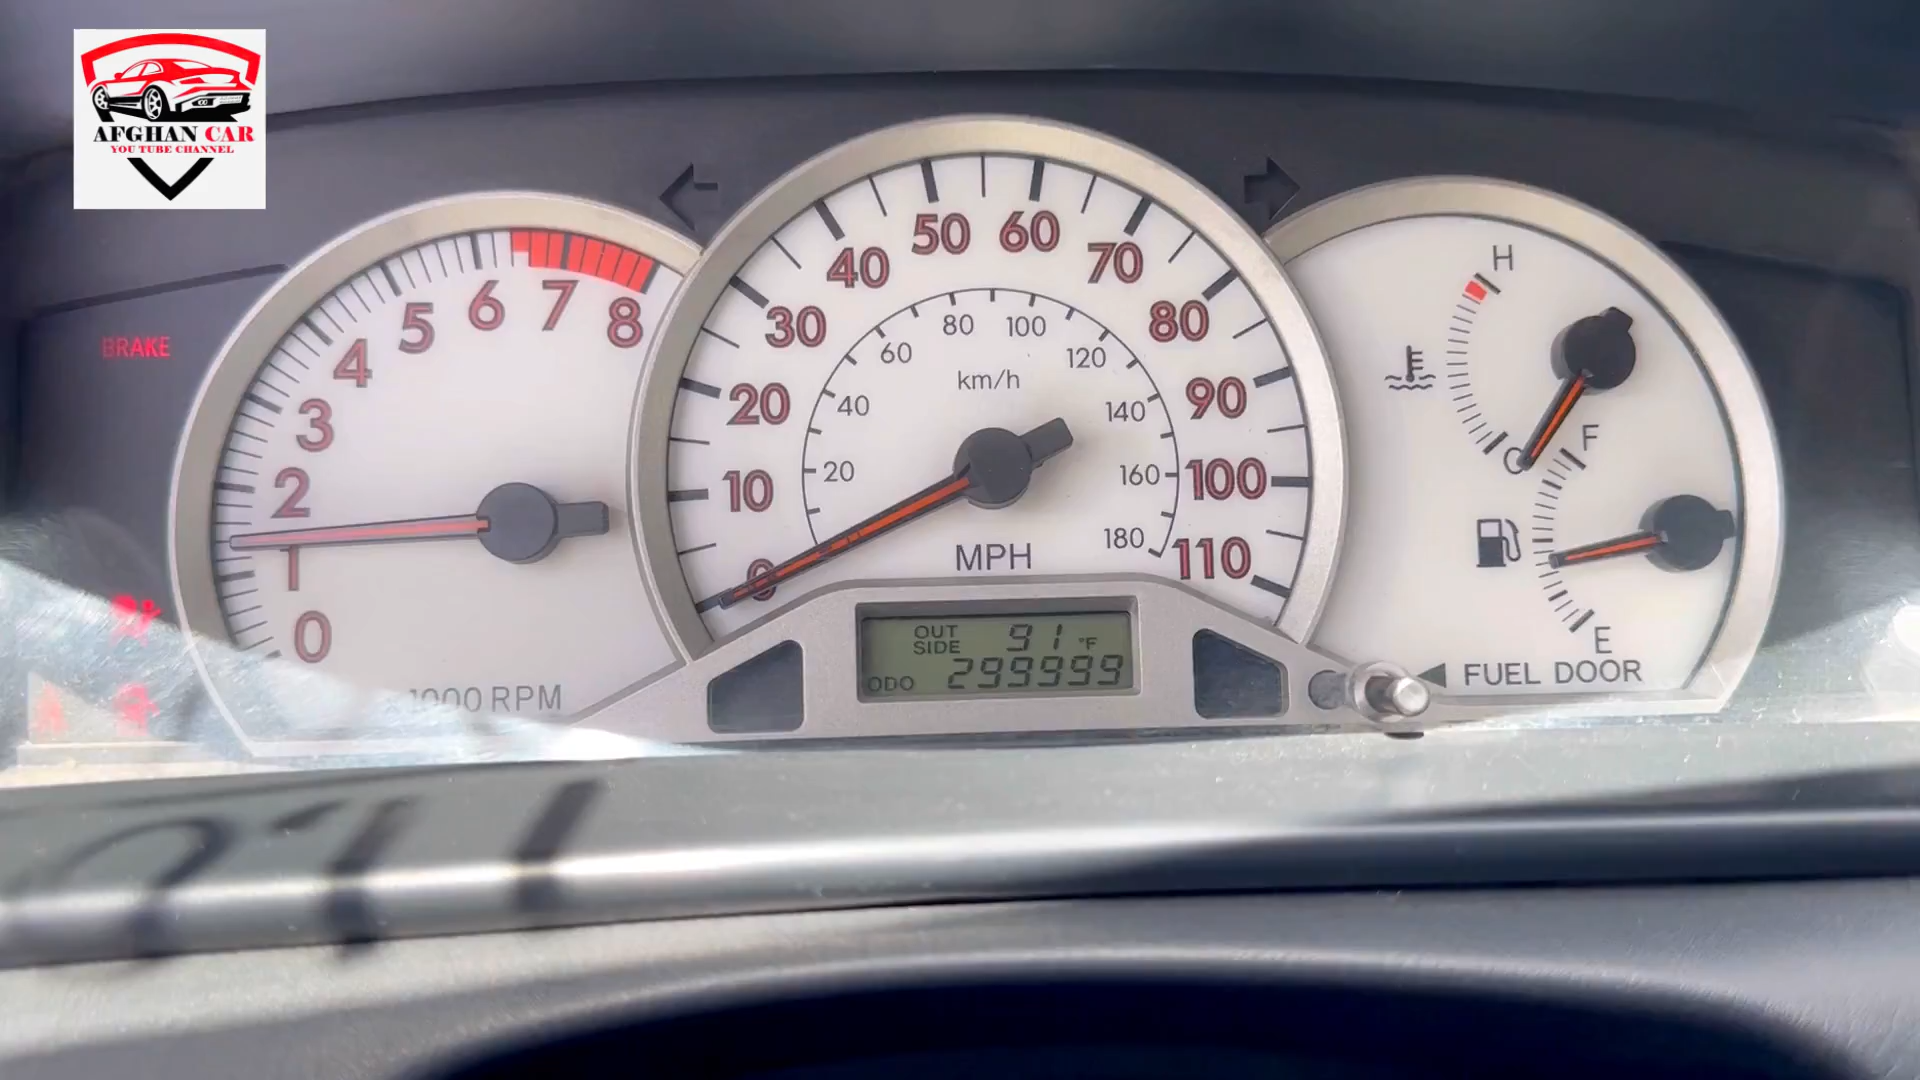 AFGHAN CAR
YOU TUBE CHANNEL
BRAKE
0
1
2
3
4
5
6
7
8
1000 RPM
0
10
20
30
40
50
60
70
80
90
100
110
20
40
60
80
100
120
140
160
180
km/h
MPH
OUT SIDE 91 °F
ODO 299999
H
C
F
E
FUEL DOOR